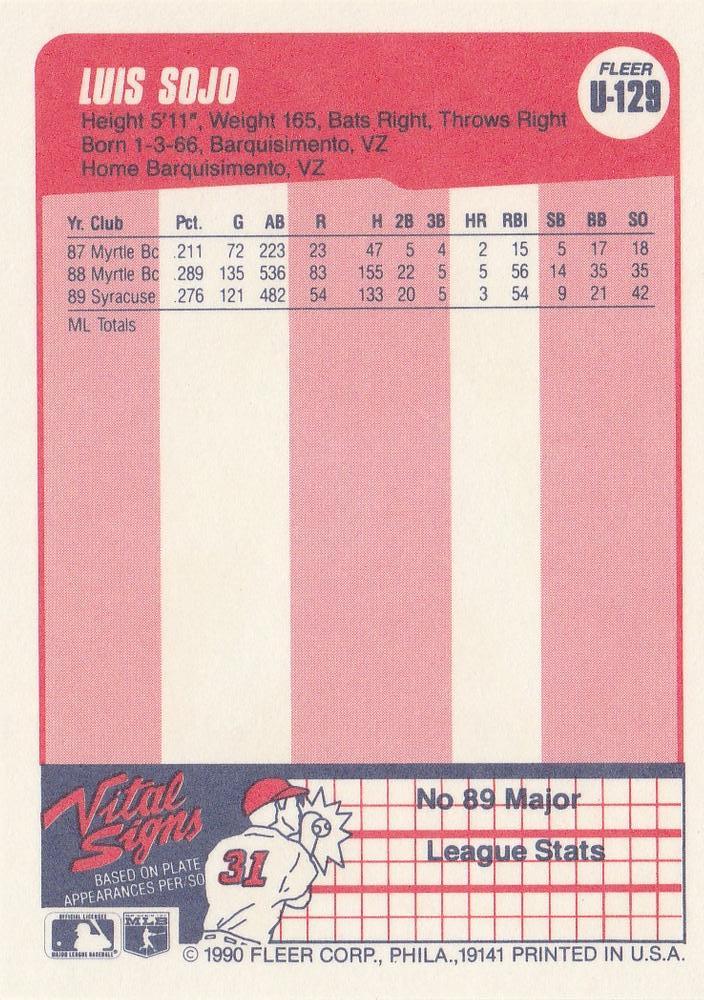 LUIS SOJO
FLEER
U-129
Height 5'11", Weight 165, Bats Right, Throws Right
Born 1-3-66, Barquisimento, VZ
Home Barquisimento, VZ
Yr. Club Pct. G AB R H 2B 3B HR RBI SB BB SO
87 Myrtle Bc .211 72 223 23 47 5 4 2 15 5 17 18
88 Myrtle Bc .289 135 536 83 155 22 5 5 56 14 35 35
89 Syracuse .276 121 482 54 133 20 5 3 54 9 21 42
ML Totals
Vital
Signs
BASED ON PLATE
APPEARANCES PER/SO
31
No 89 Major
League Stats
OFFICIAL LICENSEE
MAJOR LEAGUE BASEBALL
© 1990 FLEER CORP., PHILA.,19141 PRINTED IN U.S.A.